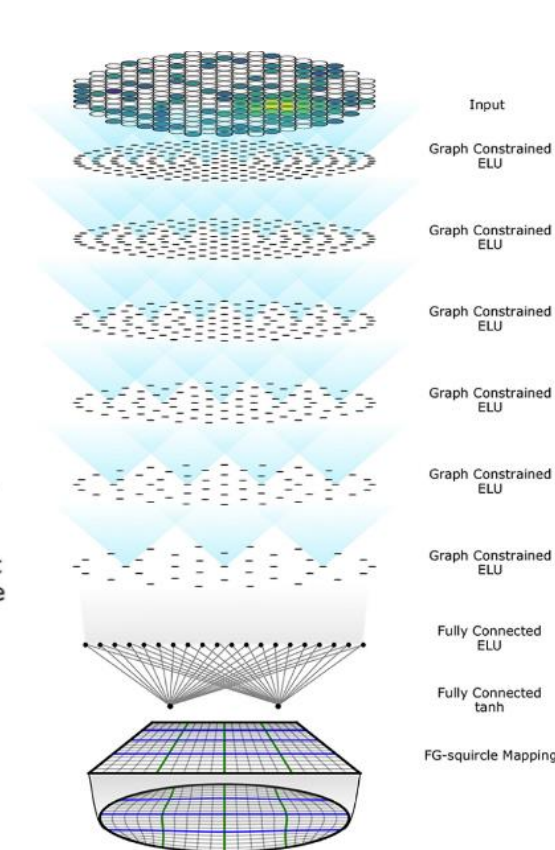 Input
Graph Constrained
ELU
Graph Constrained
ELU
Graph Constrained
ELU
Graph Constrained
ELU
Graph Constrained
ELU
Graph Constrained
ELU
e
Fully Connected
ELU
Fully Connected
tanh
FG-squircle Mapping